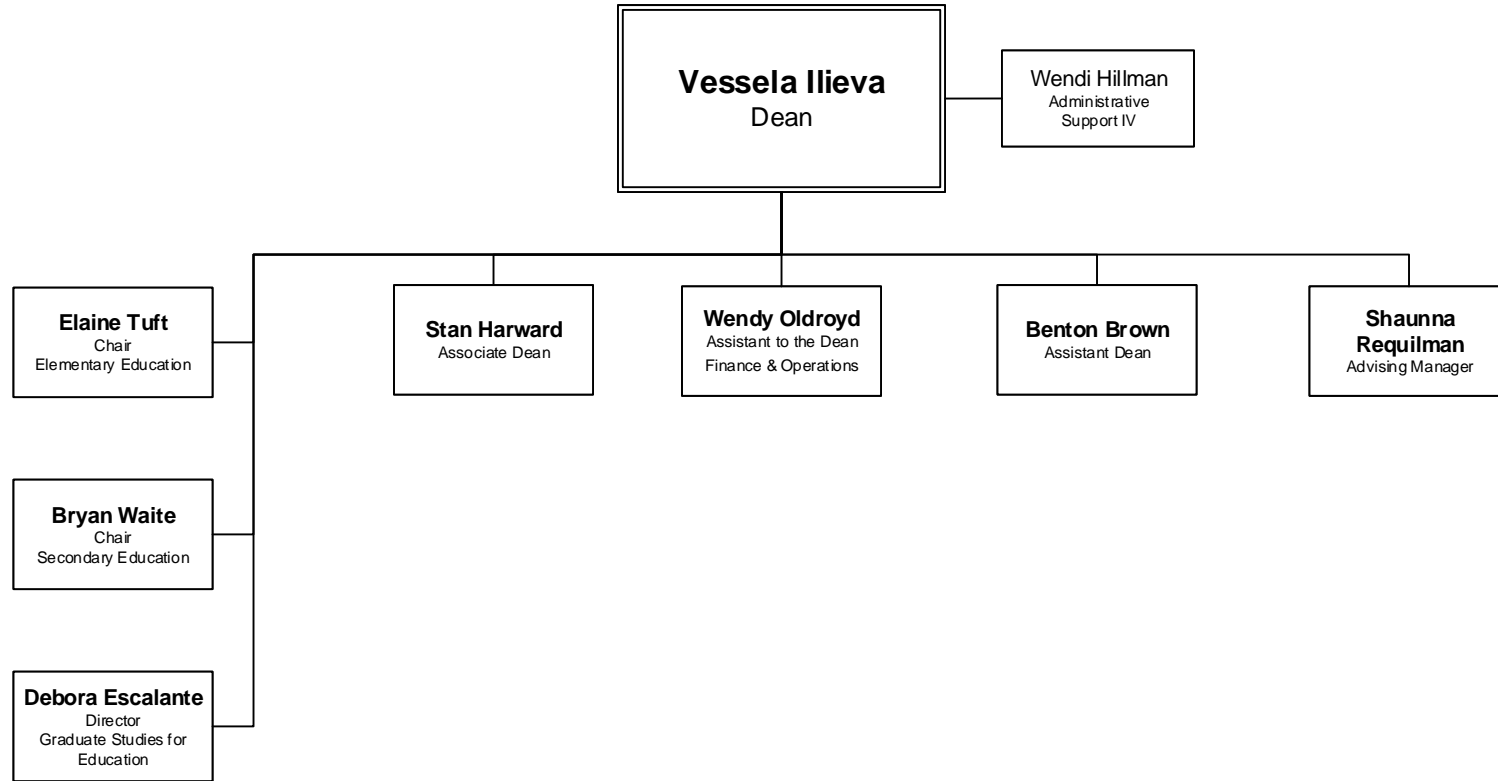 Vessela Ilieva
Dean
Wendi Hillman
Administrative
Support IV
Elaine Tuft
Chair
Elementary Education
Stan Harward
Associate Dean
Wendy Oldroyd
Assistant to the Dean
Finance & Operations
Benton Brown
Assistant Dean
Shaunna
Requilman
Advising Manager
Bryan Waite
Chair
Secondary Education
Debora Escalante
Director
Graduate Studies for
Education